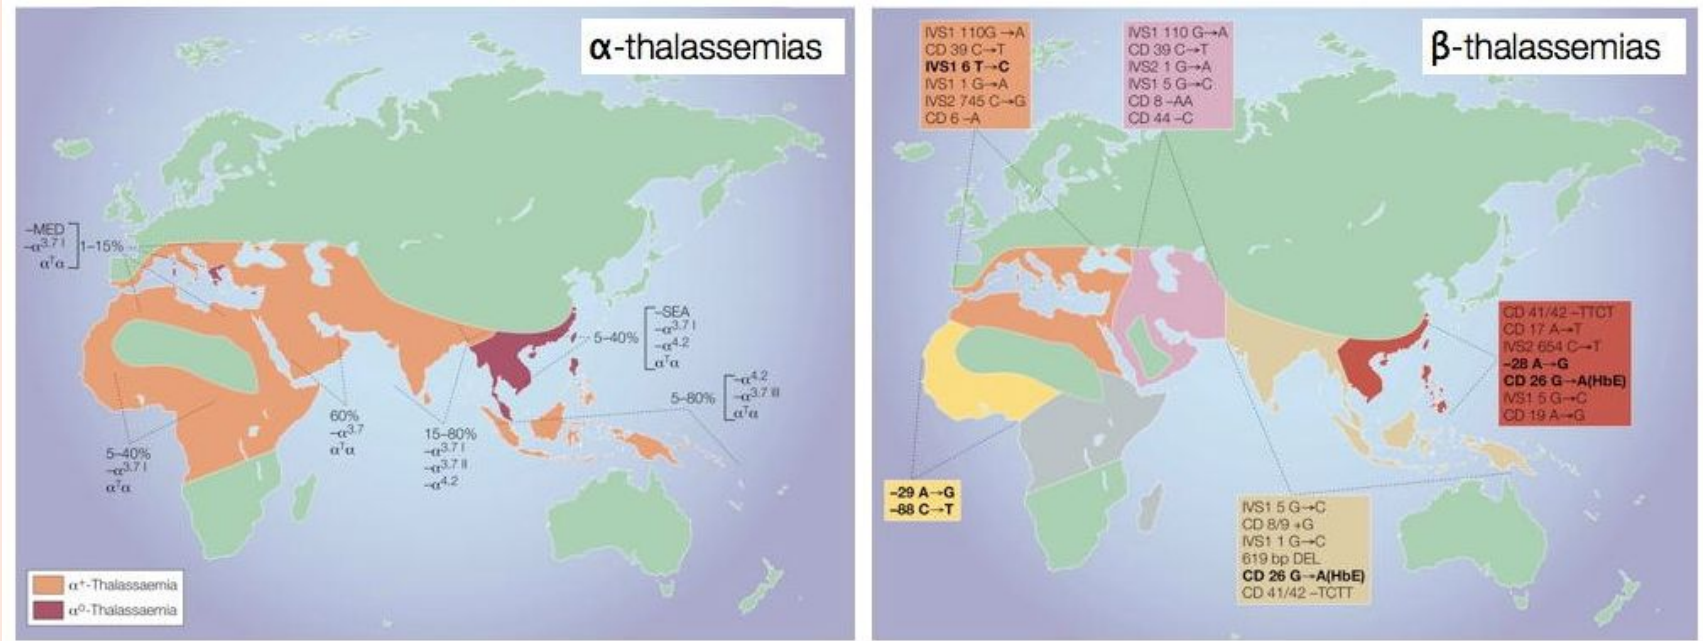 α-thalassemias
–MED
–α3.7 I
αTα
1–15%
–SEA
–α3.7 I
–α4.2
αTα
5–40%
–α4.2
–α3.7 III
αTα
5–80%
60%
–α3.7
αTα
15–80%
–α3.7 I
–α3.7 II
–α4.2
5–40%
–α3.7 I
αTα
α+-Thalassaemia
α0-Thalassaemia
β-thalassemias
IVS1 110G→A
CD 39 C→T
IVS1 6 T→C
IVS1 1 G→A
IVS2 745 C→G
CD 6 –A
IVS1 110 G→A
CD 39 C→T
IVS2 1 G→A
IVS1 5 G→C
CD 8 –AA
CD 44 –C
CD 41/42 –TTCT
CD 17 A→T
IVS2 654 C→T
–28 A→G
CD 26 G→A(HbE)
IVS1 5 G→C
CD 19 A→G
–29 A→G
–88 C→T
IVS1 5 G→C
CD 8/9 +G
IVS1 1 G→C
619 bp DEL
CD 26 G→A(HbE)
CD 41/42 –TCTT